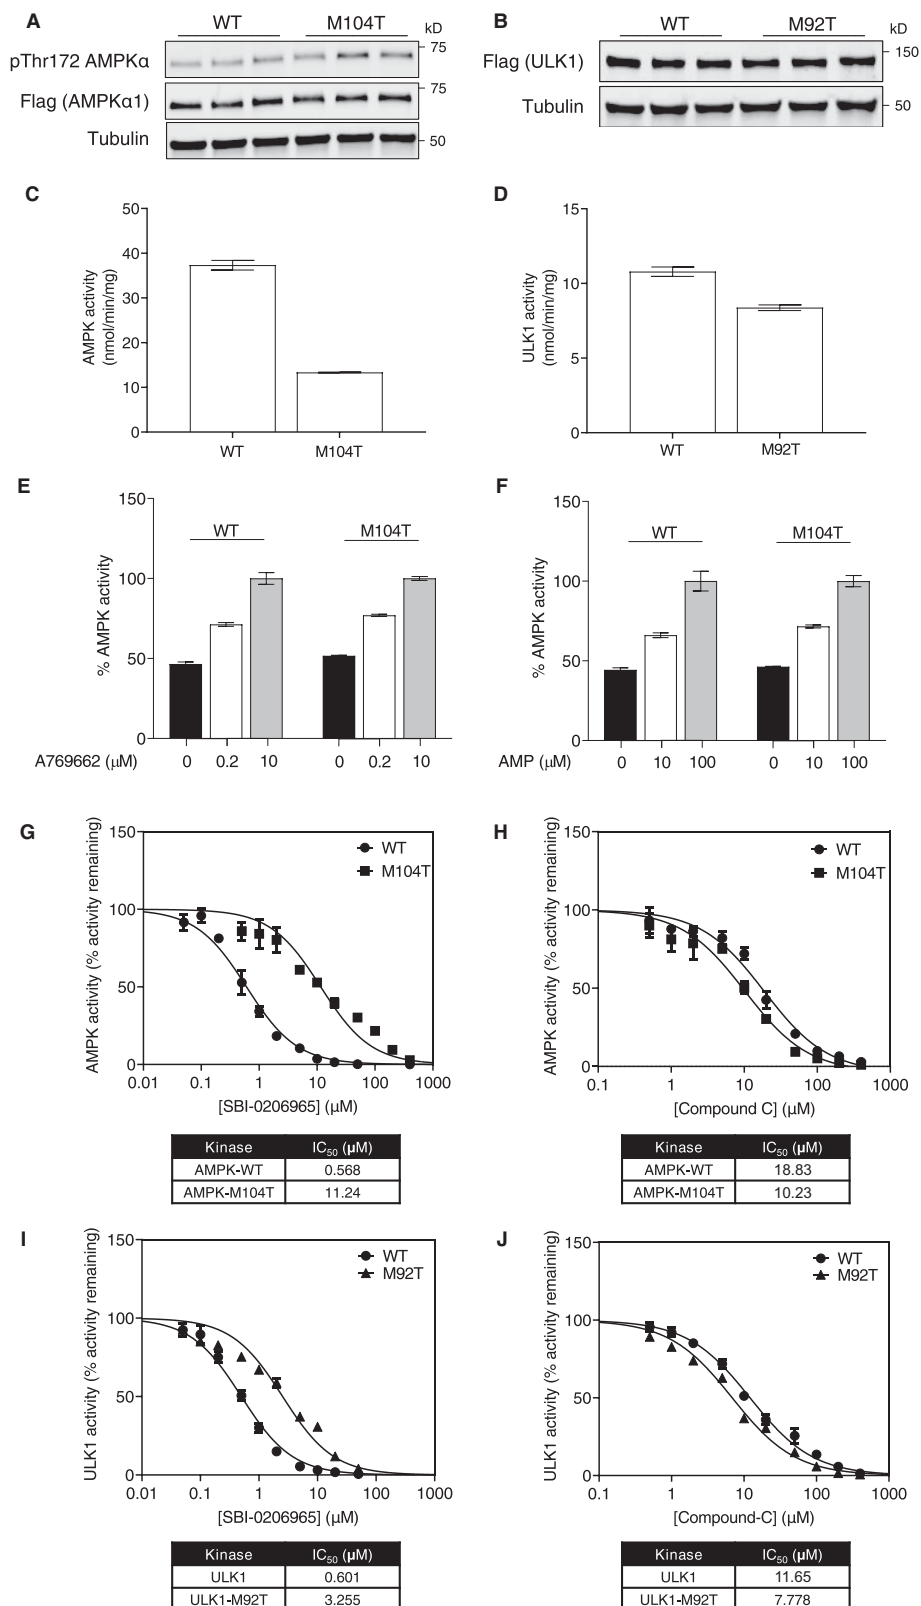 A
WT M104T kD
pThr172 AMPKα 75
Flag (AMPKα1) 75
Tubulin 50
B
WT M92T kD
Flag (ULK1) 150
Tubulin 50
C
AMPK activity
(nmol/min/mg)
50
40
30
20
10
0
WT M104T
D
ULK1 activity
(nmol/min/mg)
15
10
5
0
WT M92T
E
% AMPK activity
150
100
50
0
WT M104T
A769662 (μM) 0 0.2 10 0 0.2 10
F
% AMPK activity
150
100
50
0
WT M104T
AMP (μM) 0 10 100 0 10 100
G
AMPK activity (% activity remaining)
150
100
50
0
WT
M104T
0.01 0.1 1 10 100 1000
[SBI-0206965] (μM)
Kinase IC50 (μM)
AMPK-WT 0.568
AMPK-M104T 11.24
H
AMPK activity (% activity remaining)
150
100
50
0
WT
M104T
0.1 1 10 100 1000
[Compound C] (μM)
Kinase IC50 (μM)
AMPK-WT 18.83
AMPK-M104T 10.23
I
ULK1 activity (% activity remaining)
150
100
50
0
WT
M92T
0.01 0.1 1 10 100 1000
[SBI-0206965] (μM)
Kinase IC50 (μM)
ULK1 0.601
ULK1-M92T 3.255
J
ULK1 activity (% activity remaining)
150
100
50
0
WT
M92T
0.1 1 10 100 1000
[Compound-C] (μM)
Kinase IC50 (μM)
ULK1 11.65
ULK1-M92T 7.778